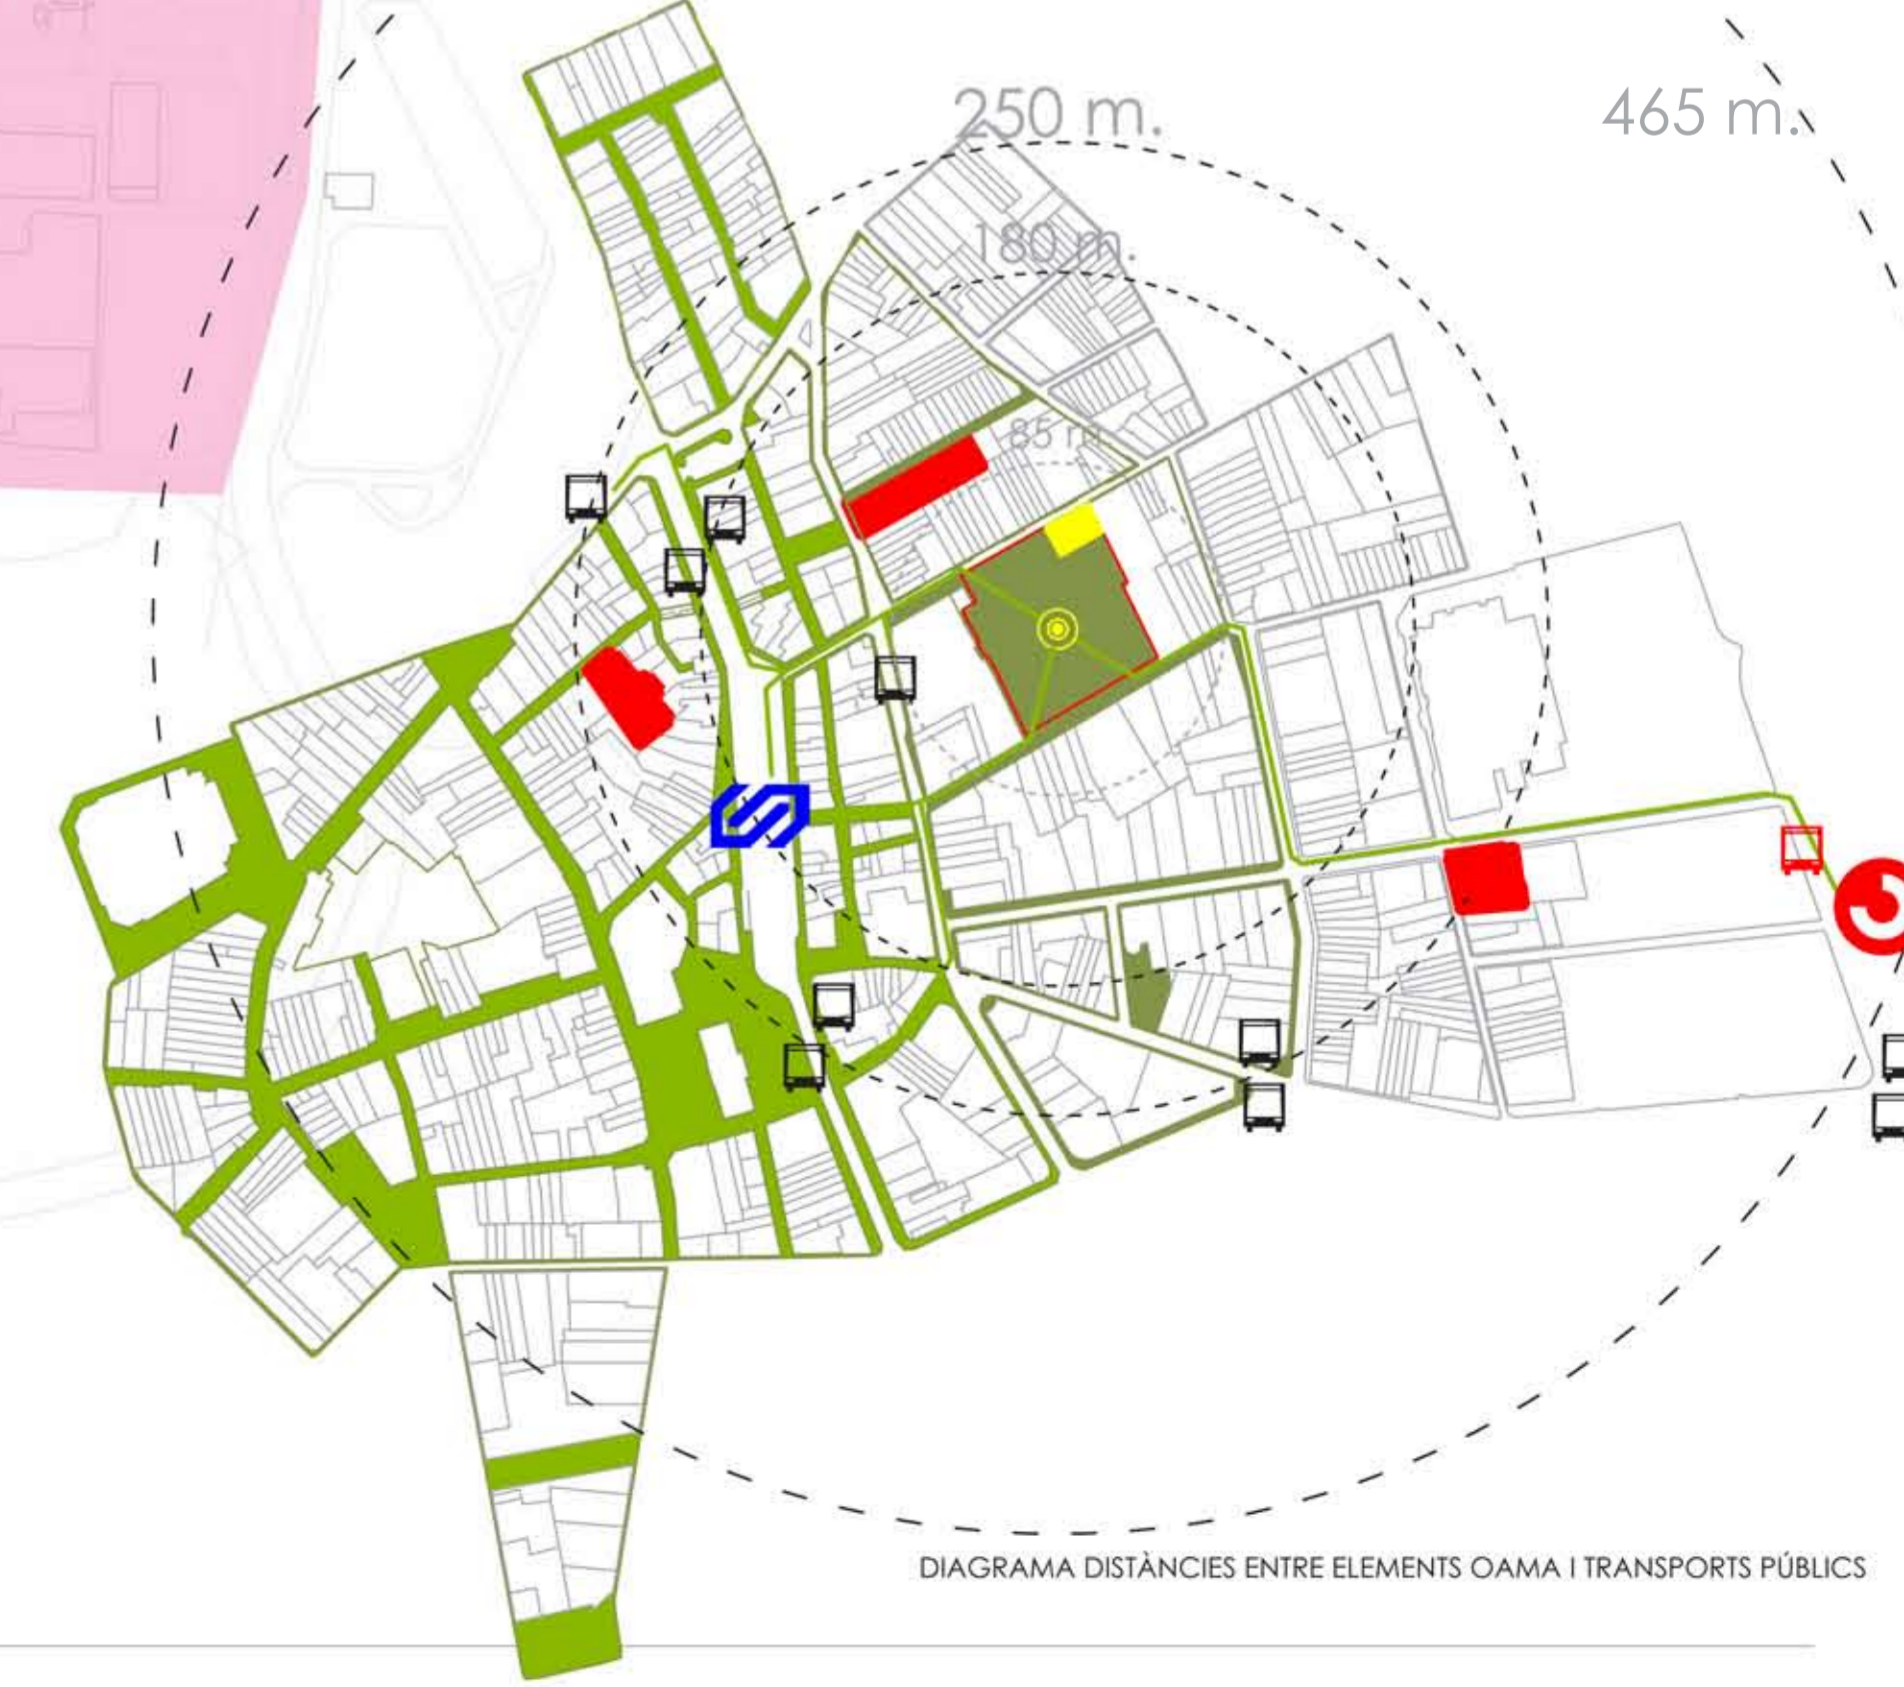 250 m.
465 m.
180 m.
85 m.
DIAGRAMA DISTÀNCIES ENTRE ELEMENTS OAMA I TRANSPORTS PÚBLICS